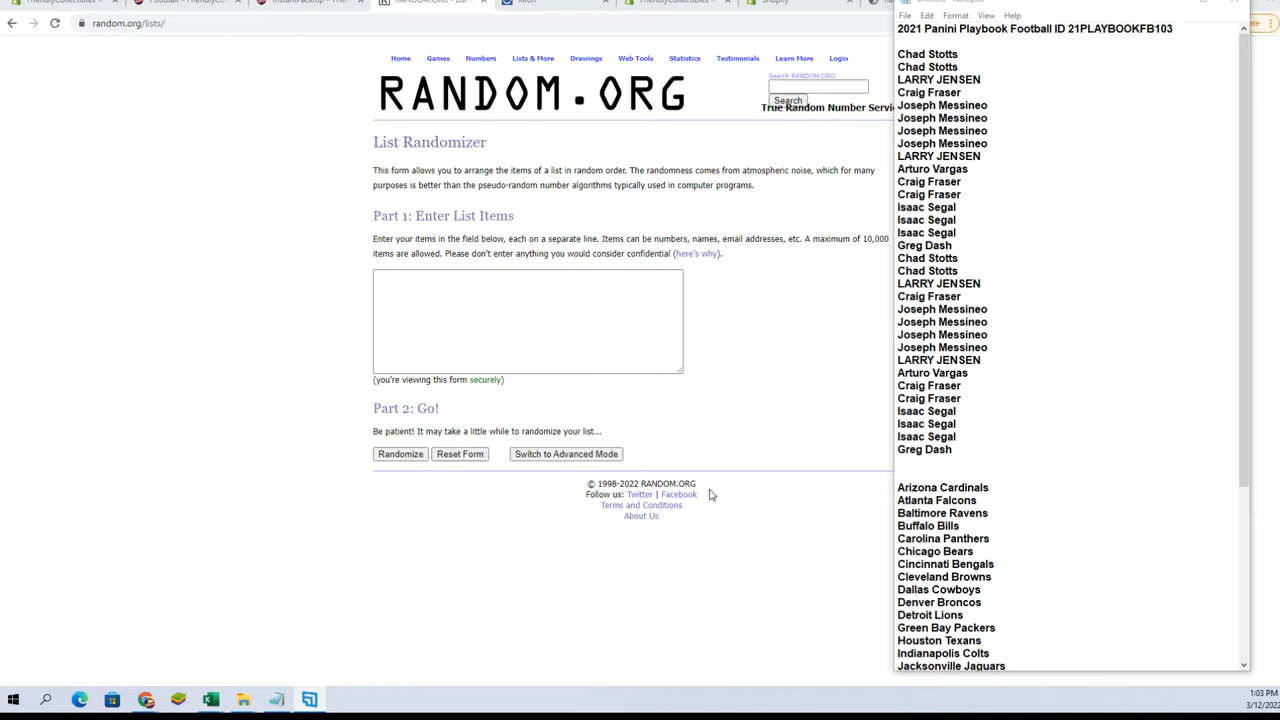 random.org/lists/
Home Games Numbers Lists & More Drawings Web Tools Statistics Testimonials Learn More Login
RANDOM.ORG
Search RANDOM.ORG
Search
True Random Number Servi
List Randomizer
This form allows you to arrange the items of a list in random order. The randomness comes from atmospheric noise, which for many
purposes is better than the pseudo-random number algorithms typically used in computer programs.
Part 1: Enter List Items
Enter your items in the field below, each on a separate line. Items can be numbers, names, email addresses, etc. A maximum of 10,000
items are allowed. Please don't enter anything you would consider confidential (here's why).
(you're viewing this form securely)
Part 2: Go!
Be patient! It may take a little while to randomize your list...
Randomize Reset Form Switch to Advanced Mode
© 1998-2022 RANDOM.ORG
Follow us: Twitter | Facebook
Terms and Conditions
About Us
File Edit Format View Help
2021 Panini Playbook Football ID 21PLAYBOOKFB103
Chad Stotts
Chad Stotts
LARRY JENSEN
Craig Fraser
Joseph Messineo
Joseph Messineo
Joseph Messineo
Joseph Messineo
LARRY JENSEN
Arturo Vargas
Craig Fraser
Craig Fraser
Isaac Segal
Isaac Segal
Isaac Segal
Greg Dash
Chad Stotts
Chad Stotts
LARRY JENSEN
Craig Fraser
Joseph Messineo
Joseph Messineo
Joseph Messineo
Joseph Messineo
LARRY JENSEN
Arturo Vargas
Craig Fraser
Craig Fraser
Isaac Segal
Isaac Segal
Isaac Segal
Greg Dash
Arizona Cardinals
Atlanta Falcons
Baltimore Ravens
Buffalo Bills
Carolina Panthers
Chicago Bears
Cincinnati Bengals
Cleveland Browns
Dallas Cowboys
Denver Broncos
Detroit Lions
Green Bay Packers
Houston Texans
Indianapolis Colts
Jacksonville Jaguars
1:03 PM
3/12/202